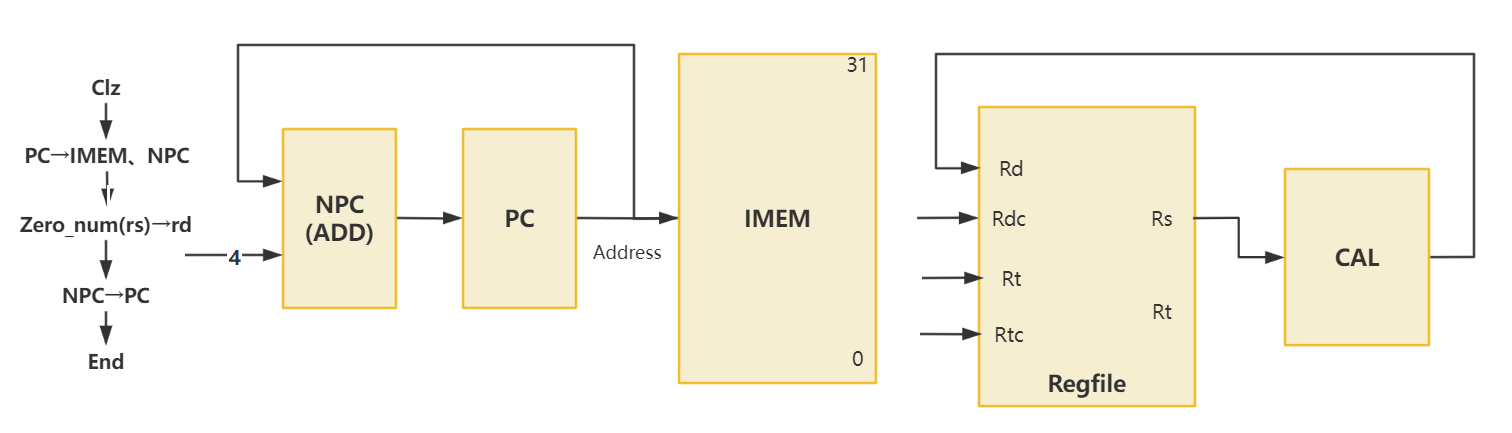 Clz
PC→IMEM、NPC
Zero_num(rs)→rd
NPC→PC
End
4
NPC
(ADD)
PC
Address
31
IMEM
0
Rd
Rdc
Rt
Rtc
Rs
Rt
Regfile
CAL